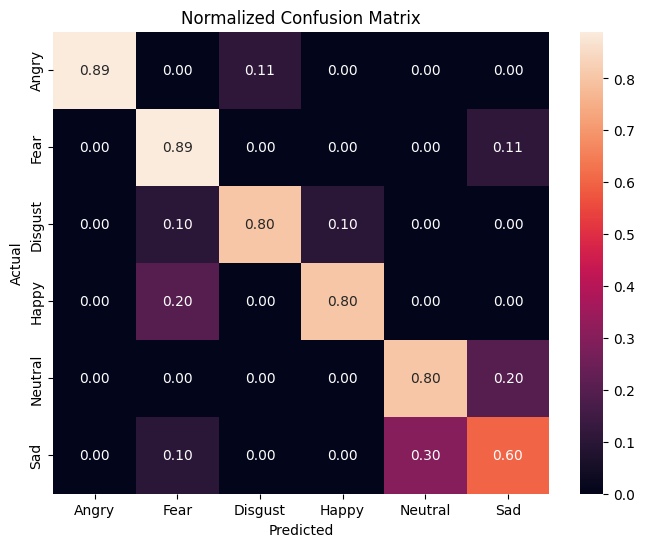 Normalized Confusion Matrix
Actual
Angry 0.89 0.00 0.11 0.00 0.00 0.00
Fear 0.00 0.89 0.00 0.00 0.00 0.11
Disgust 0.00 0.10 0.80 0.10 0.00 0.00
Happy 0.00 0.20 0.00 0.80 0.00 0.00
Neutral 0.00 0.00 0.00 0.00 0.80 0.20
Sad 0.00 0.10 0.00 0.00 0.30 0.60
Angry Fear Disgust Happy Neutral Sad
Predicted
0.8
0.7
0.6
0.5
0.4
0.3
0.2
0.1
0.0